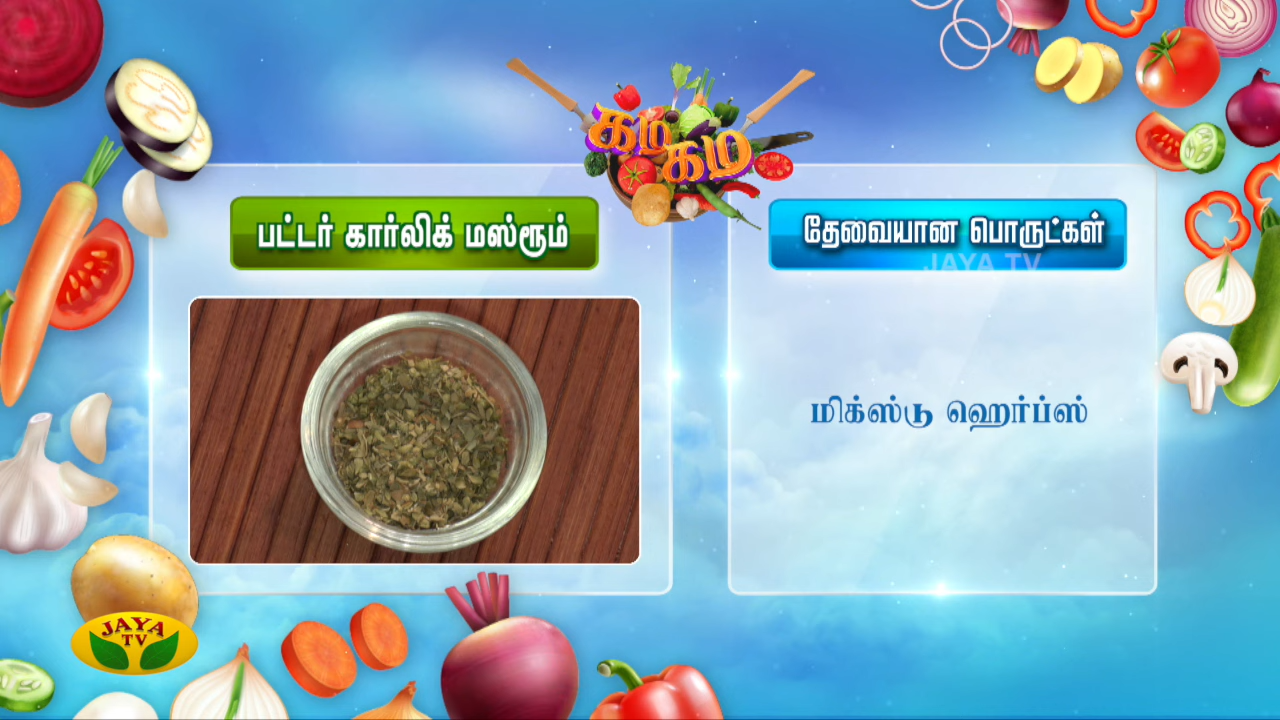 கம
கம
பட்டர் கார்லிக் மஸ்ரூம்
தேவையான பொருட்கள்
JAYA TV
மிக்ஸ்டு ஹெர்ப்ஸ்
JAYA
TV